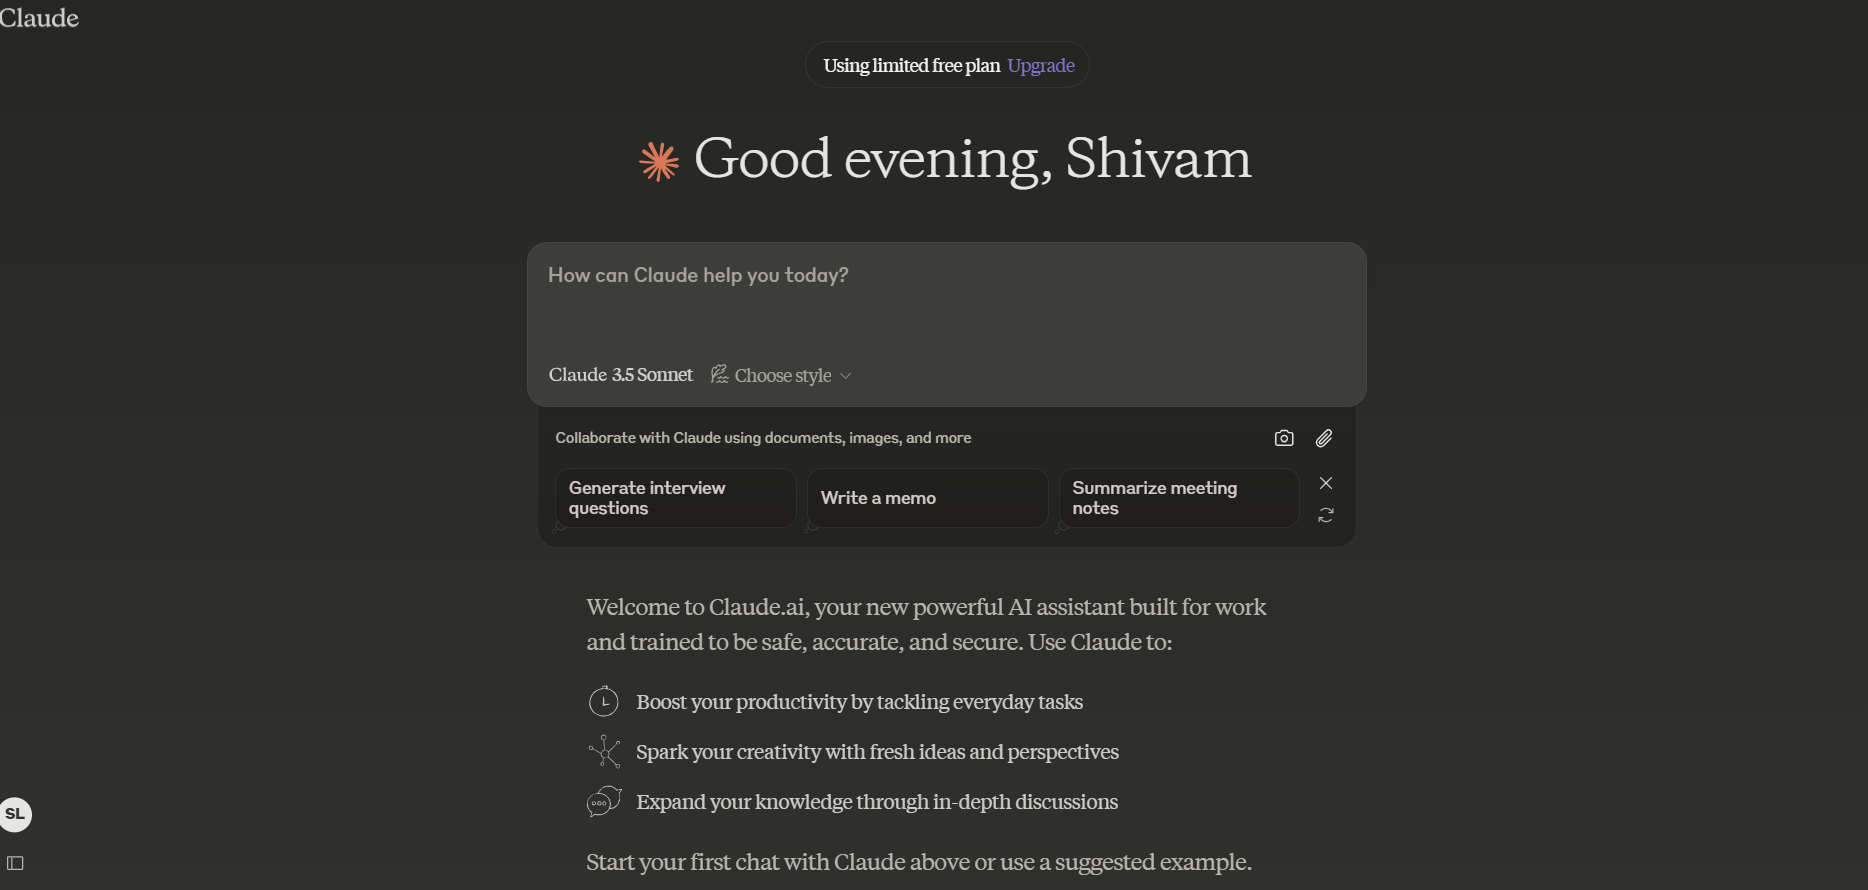 Claude
Using limited free plan Upgrade
Good evening, Shivam
How can Claude help you today?
Claude 3.5 Sonnet Choose style
Collaborate with Claude using documents, images, and more
Generate interview
questions
Write a memo
Summarize meeting
notes
Welcome to Claude.ai, your new powerful AI assistant built for work
and trained to be safe, accurate, and secure. Use Claude to:
Boost your productivity by tackling everyday tasks
Spark your creativity with fresh ideas and perspectives
Expand your knowledge through in-depth discussions
SL
Start your first chat with Claude above or use a suggested example.